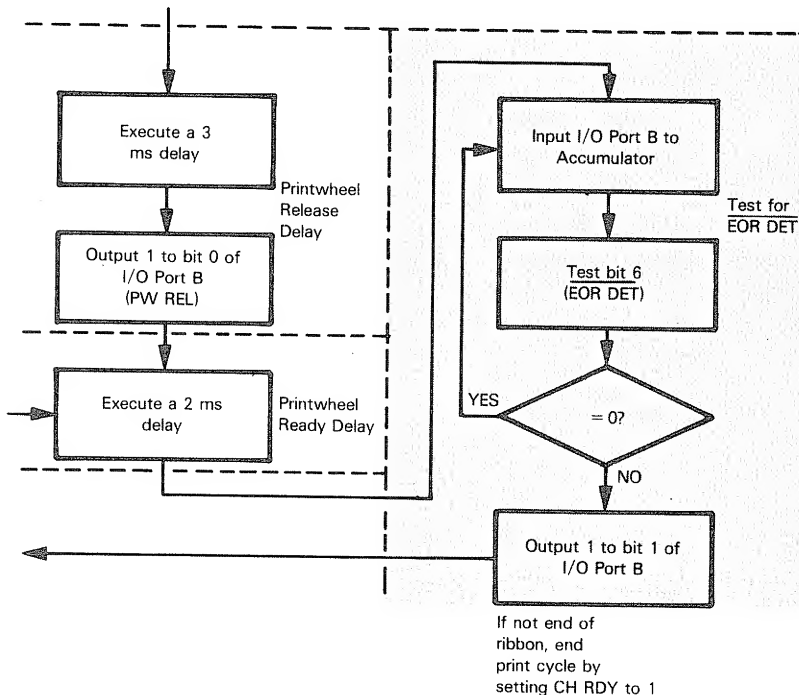 Execute a 3
ms delay
Printwheel
Release
Delay
Output 1 to bit 0 of
I/O Port B
(PW REL)
Execute a 2 ms
delay
Printwheel
Ready Delay
Input I/O Port B to
Accumulator
Test for
EOR DET
Test bit 6
(EOR DET)
YES
= 0?
NO
Output 1 to bit 1 of
I/O Port B
If not end of
ribbon, end
print cycle by
setting CH RDY to 1